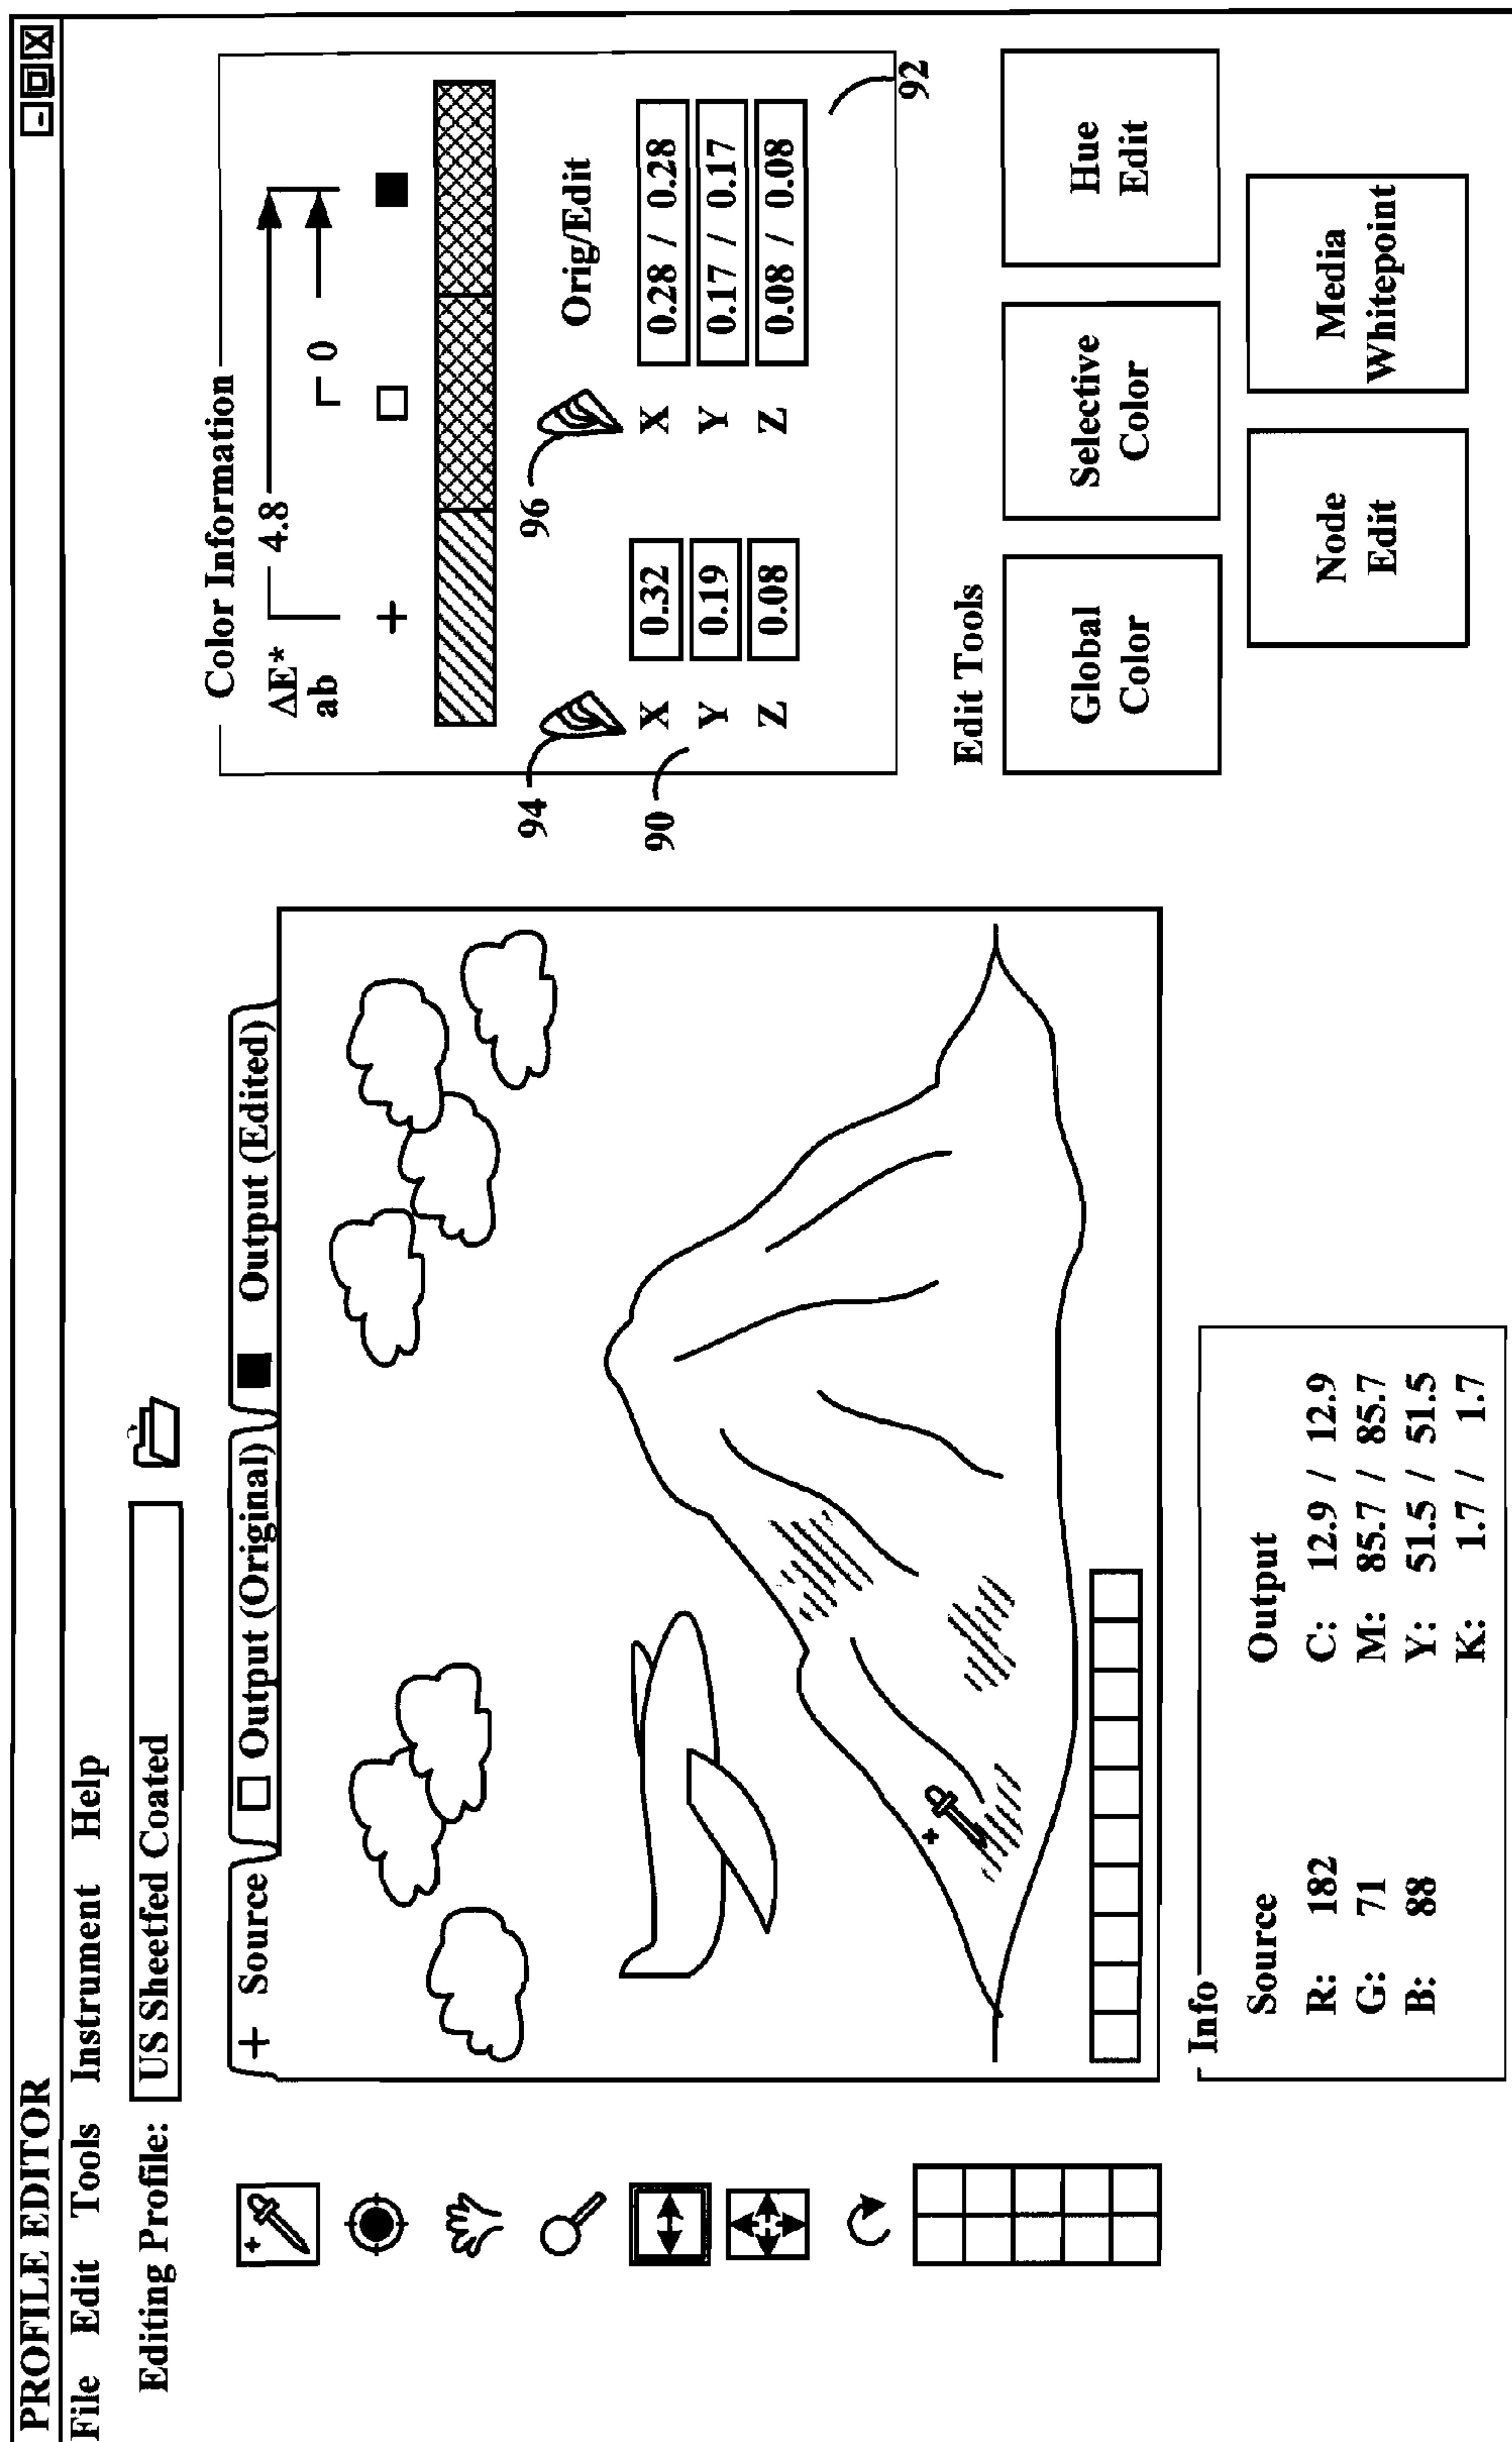 PROFILE EDITOR
File Edit Tools Instrument Help
Editing Profile: US Sheetfed Coated
+ Source
Output (Original)
Output (Edited)
Info
Source
R: 182
G: 71
B: 88
Output
C: 12.9 / 12.9
M: 85.7 / 85.7
Y: 51.5 / 51.5
K: 1.7 / 1.7
Color Information
ΔE*
ab
4.8
0
+
94
96
Orig/Edit
X 0.32
Y 0.19
Z 0.08
X 0.28 / 0.28
Y 0.17 / 0.17
Z 0.08 / 0.08
90
92
Edit Tools
Global
Color
Selective
Color
Hue
Edit
Node
Edit
Media
Whitepoint